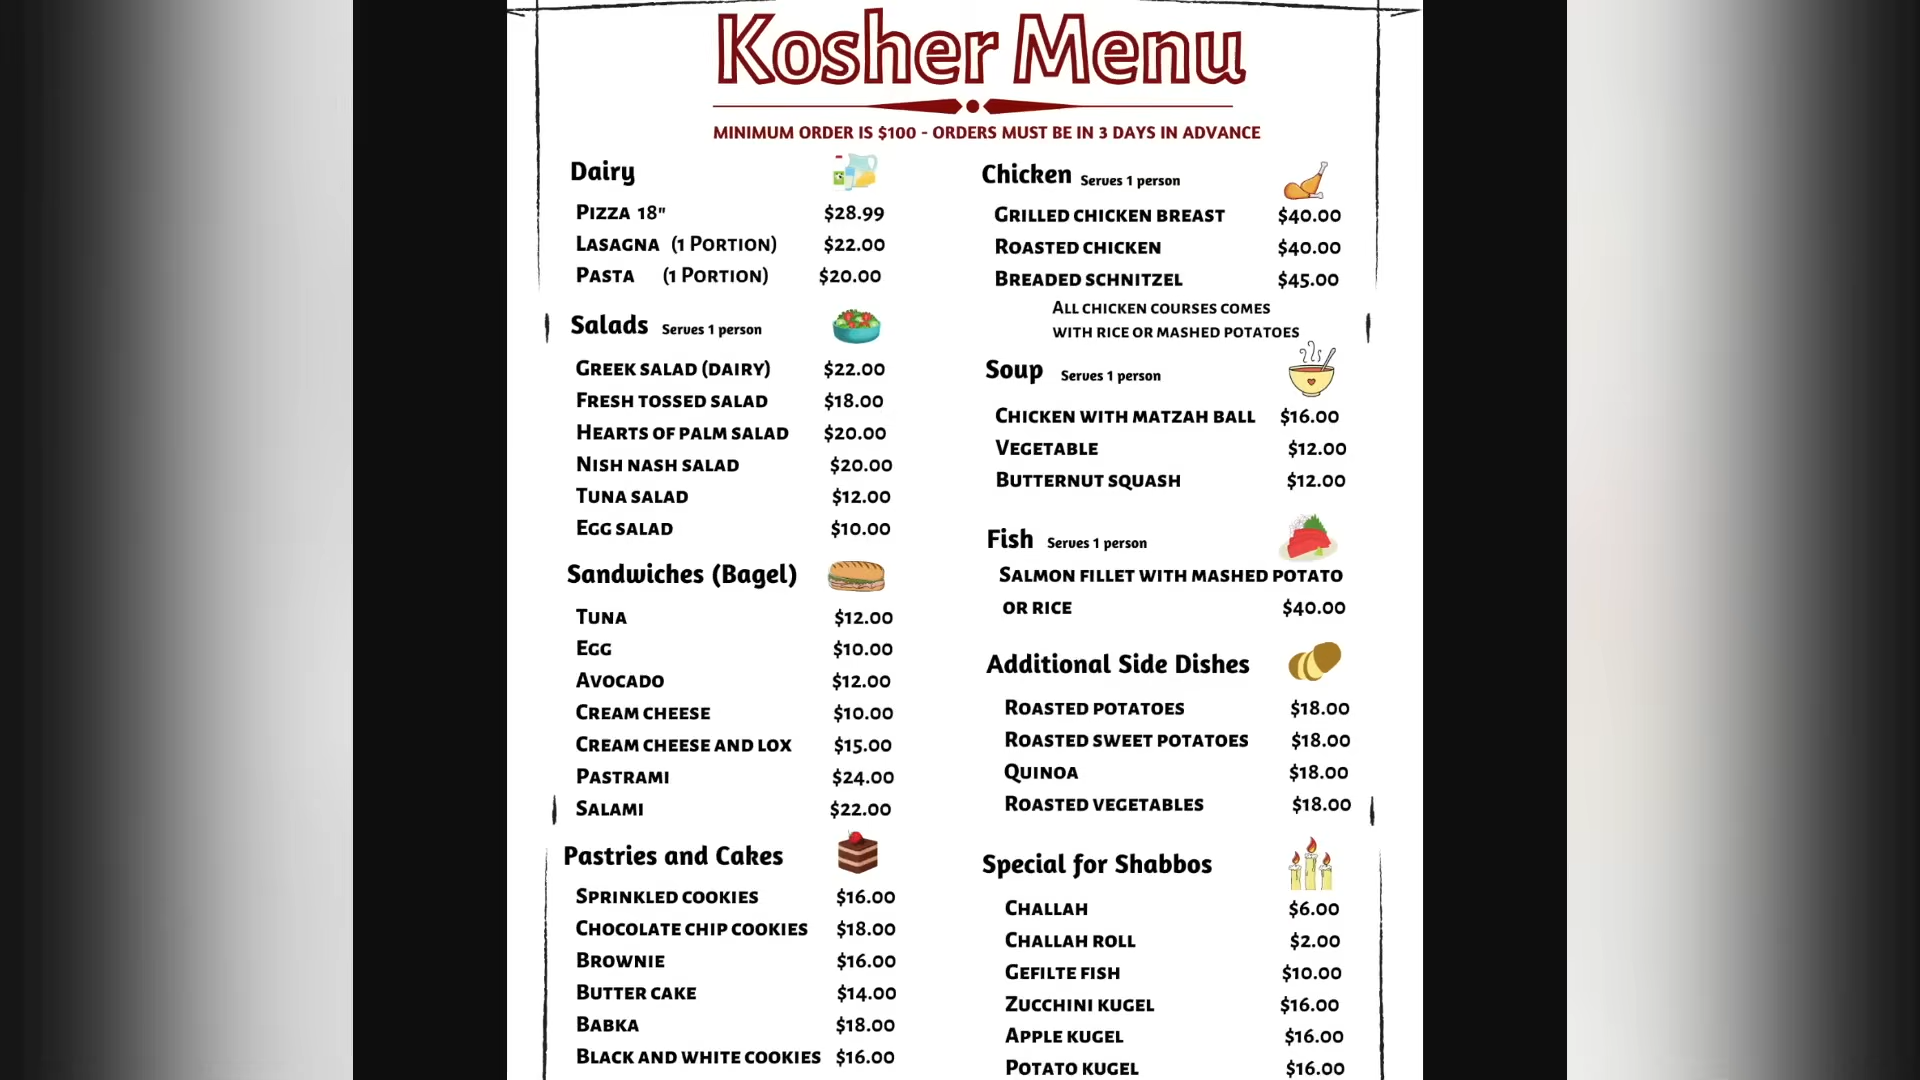 Kosher Menu
MINIMUM ORDER IS $100 - ORDERS MUST BE IN 3 DAYS IN ADVANCE
Dairy
PIZZA 18" $28.99
LASAGNA (1 PORTION) $22.00
PASTA (1 PORTION) $20.00
Salads Serves 1 person
GREEK SALAD (DAIRY) $22.00
FRESH TOSSED SALAD $18.00
HEARTS OF PALM SALAD $20.00
NISH NASH SALAD $20.00
TUNA SALAD $12.00
EGG SALAD $10.00
Sandwiches (Bagel)
TUNA $12.00
EGG $10.00
AVOCADO $12.00
CREAM CHEESE $10.00
CREAM CHEESE AND LOX $15.00
PASTRAMI $24.00
SALAMI $22.00
Pastries and Cakes
SPRINKLED COOKIES $16.00
CHOCOLATE CHIP COOKIES $18.00
BROWNIE $16.00
BUTTER CAKE $14.00
BABKA $18.00
BLACK AND WHITE COOKIES $16.00
Chicken Serves 1 person
GRILLED CHICKEN BREAST $40.00
ROASTED CHICKEN $40.00
BREADED SCHNITZEL $45.00
ALL CHICKEN COURSES COMES
WITH RICE OR MASHED POTATOES
Soup Serves 1 person
CHICKEN WITH MATZAH BALL $16.00
VEGETABLE $12.00
BUTTERNUT SQUASH $12.00
Fish Serves 1 person
SALMON FILLET WITH MASHED POTATO
OR RICE $40.00
Additional Side Dishes
ROASTED POTATOES $18.00
ROASTED SWEET POTATOES $18.00
QUINOA $18.00
ROASTED VEGETABLES $18.00
Special for Shabbos
CHALLAH $6.00
CHALLAH ROLL $2.00
GEFILTE FISH $10.00
ZUCCHINI KUGEL $16.00
APPLE KUGEL $16.00
POTATO KUGEL $16.00